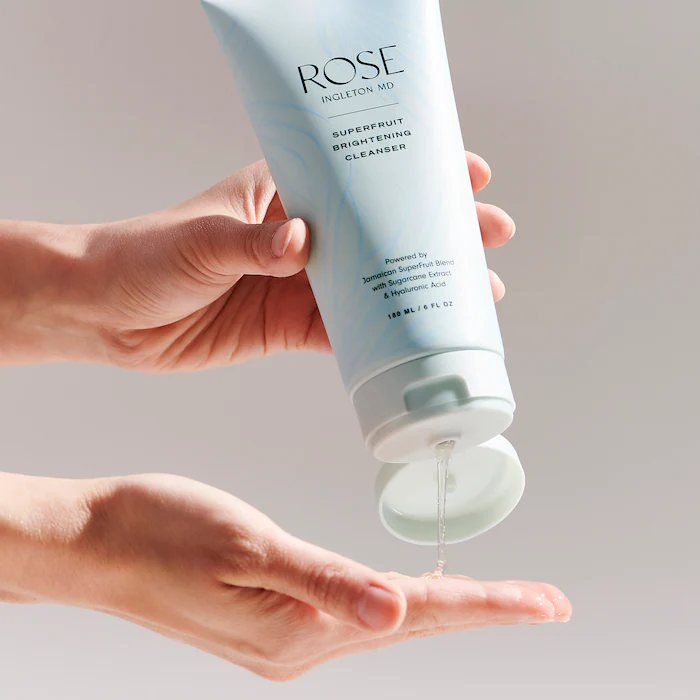 ROSE
INGLETON MD
SUPERFRUIT
BRIGHTENING
CLEANSER
Powered by
Jamaican SuperFruit Blend
with Sugarcane Extract
& Hyaluronic Acid
180 ML / 6 FL OZ